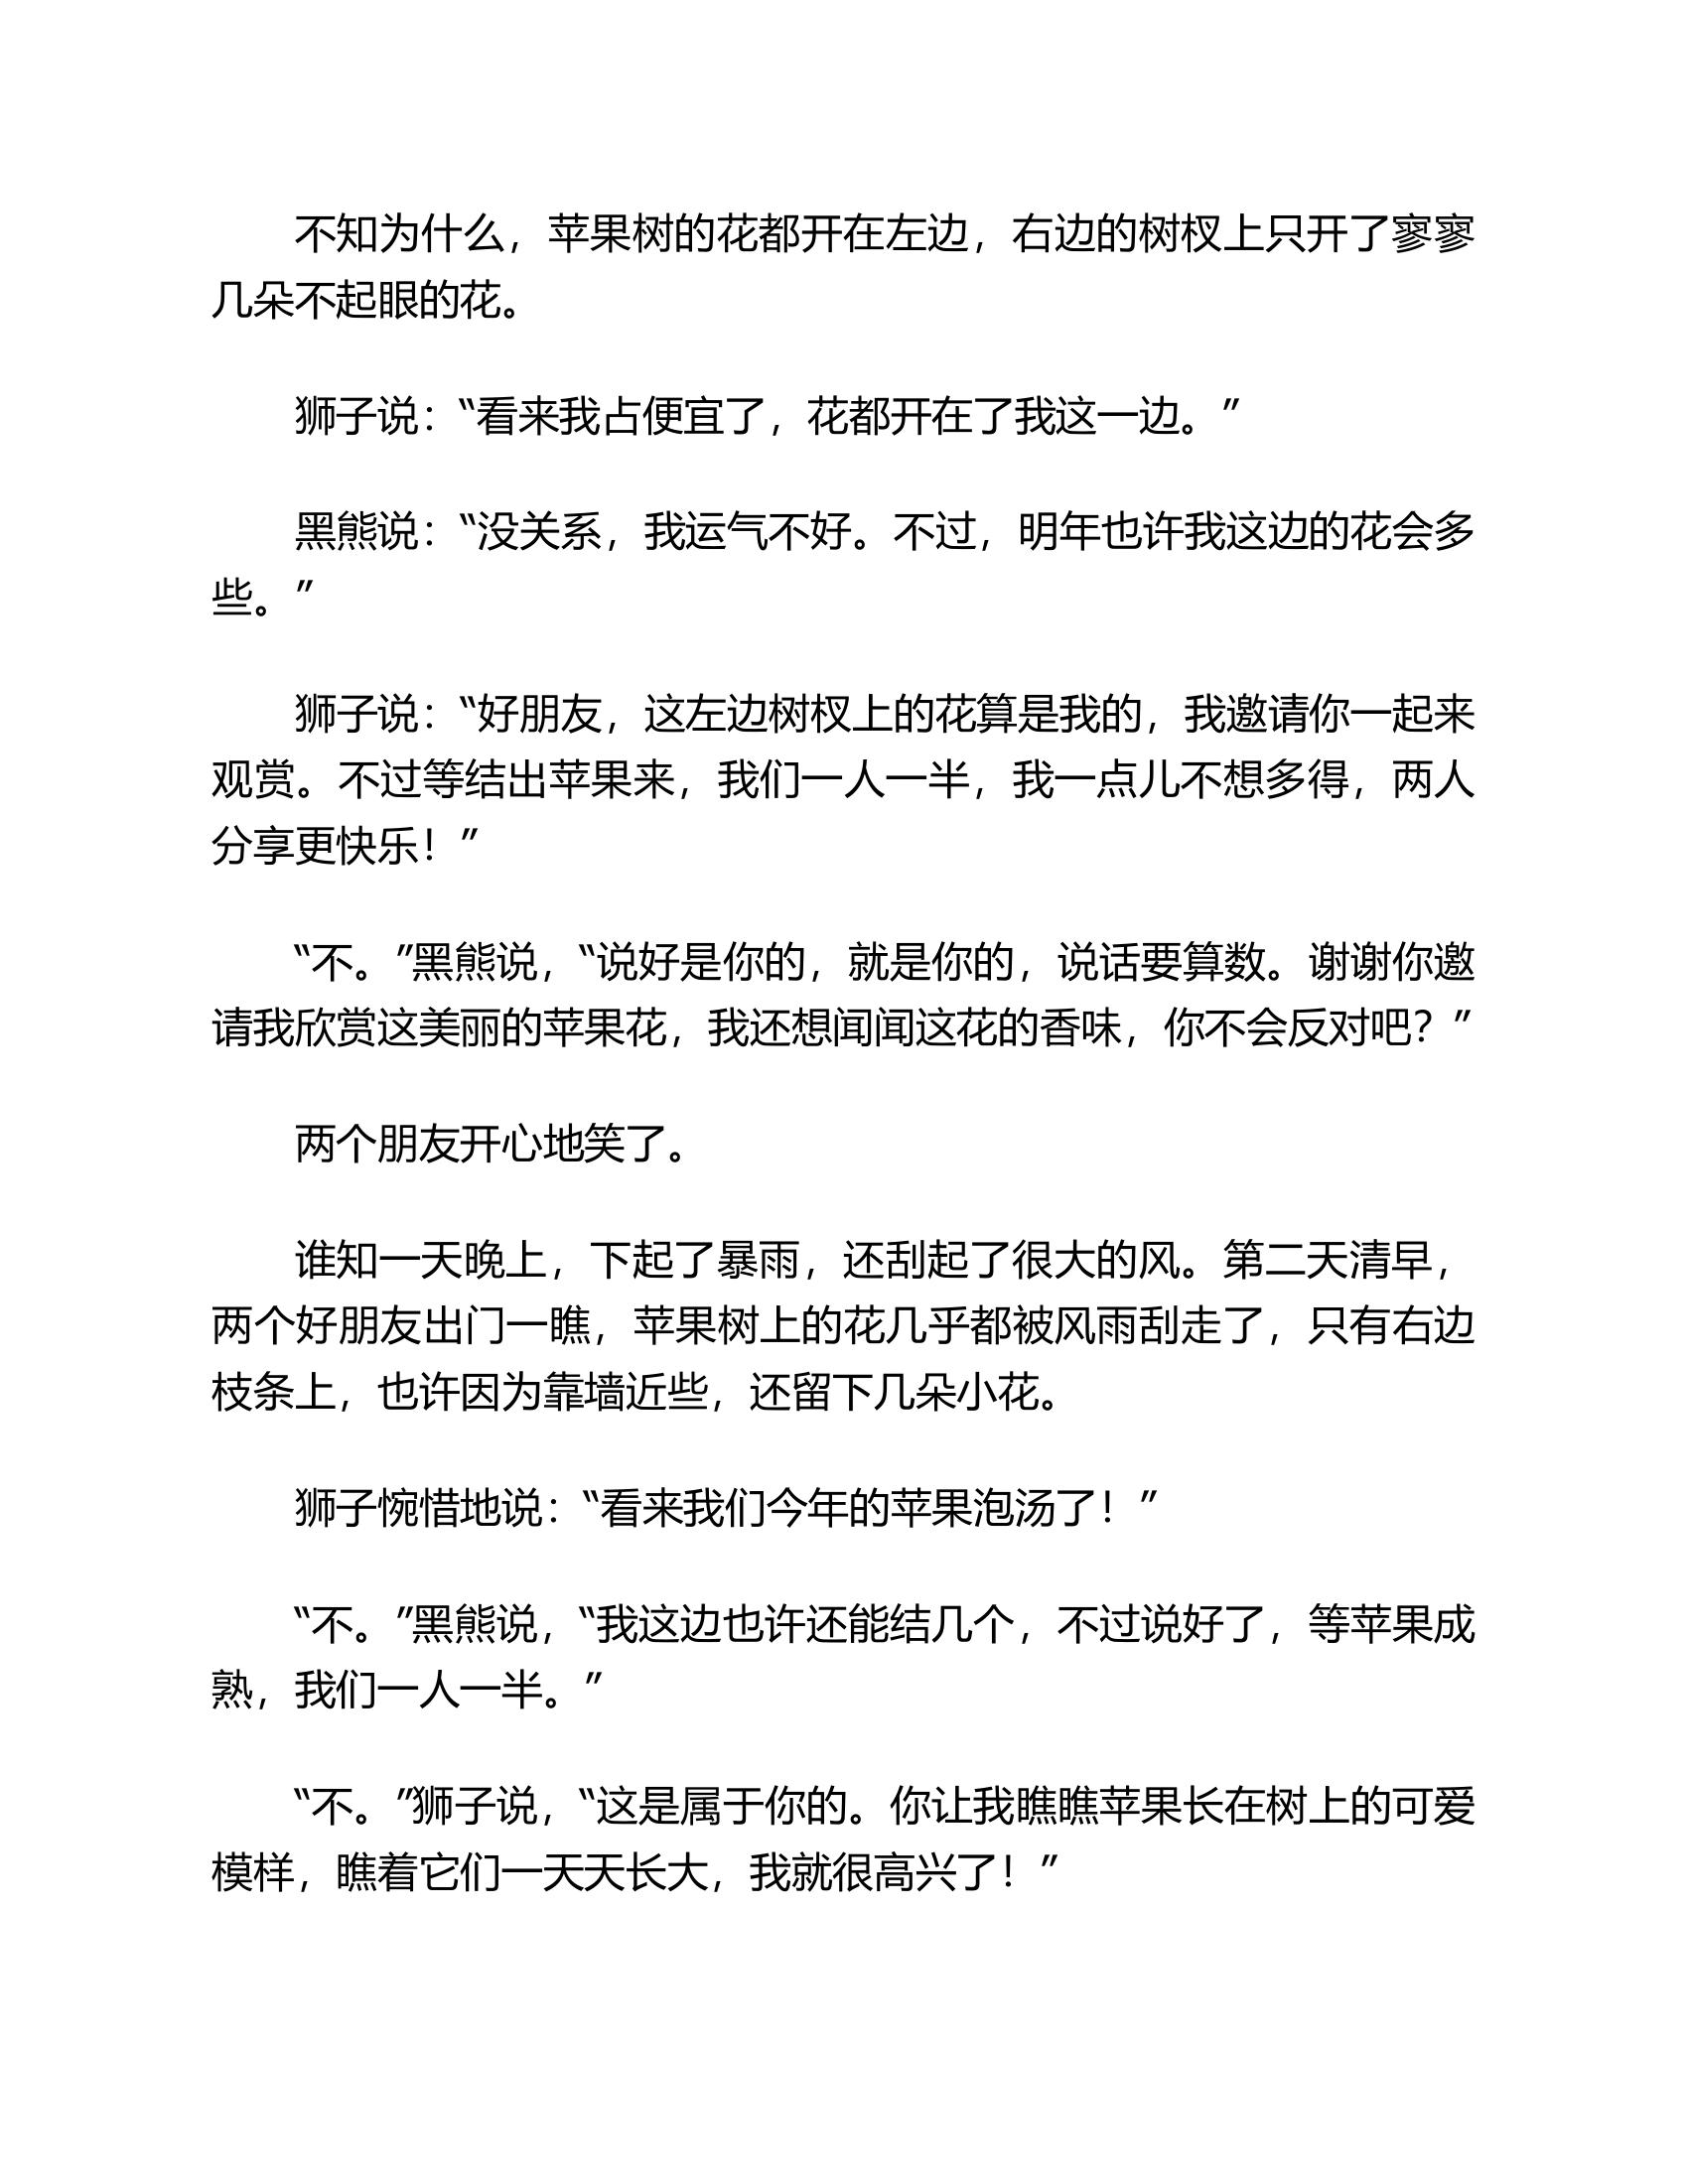 不知为什么，苹果树的花都开在左边，右边的树杈上只开了寥寥
几朵不起眼的花。
狮子说：“看来我占便宜了，花都开在了我这一边。”
黑熊说：“没关系，我运气不好。不过，明年也许我这边的花会多
些。”
狮子说：“好朋友，这左边树杈上的花算是我的，我邀请你一起来
观赏。不过等结出苹果来，我们一人一半，我一点儿不想多得，两人
分享更快乐！”
“不。”黑熊说，“说好是你的，就是你的，说话要算数。谢谢你邀
请我欣赏这美丽的苹果花，我还想闻闻这花的香味，你不会反对吧？”
两个朋友开心地笑了。
谁知一天晚上，下起了暴雨，还刮起了很大的风。第二天清早，
两个好朋友出门一瞧，苹果树上的花几乎都被风雨刮走了，只有右边
枝条上，也许因为靠墙近些，还留下几朵小花。
狮子惋惜地说：“看来我们今年的苹果泡汤了！”
“不。”黑熊说，“我这边也许还能结几个，不过说好了，等苹果成
熟，我们一人一半。”
“不。”狮子说，“这是属于你的。你让我瞧瞧苹果长在树上的可爱
模样，瞧着它们一天天长大，我就很高兴了！”